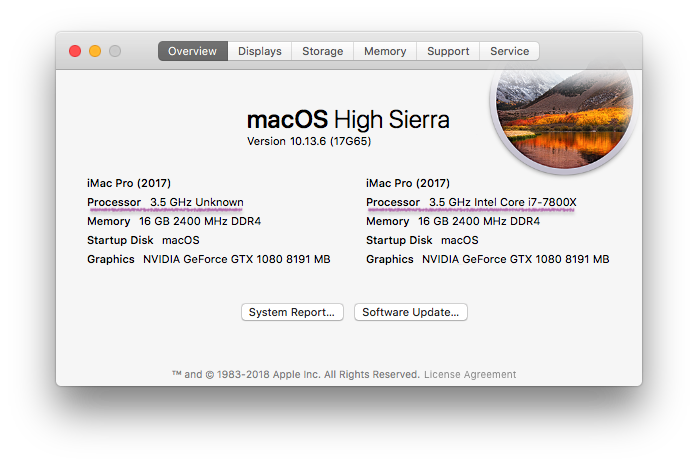 Overview Displays Storage Memory Support Service
macOS High Sierra
Version 10.13.6 (17G65)
iMac Pro (2017)
Processor 3.5 GHz Unknown
Memory 16 GB 2400 MHz DDR4
Startup Disk macOS
Graphics NVIDIA GeForce GTX 1080 8191 MB
iMac Pro (2017)
Processor 3.5 GHz Intel Core i7-7800X
Memory 16 GB 2400 MHz DDR4
Startup Disk macOS
Graphics NVIDIA GeForce GTX 1080 8191 MB
System Report... Software Update...
™ and © 1983-2018 Apple Inc. All Rights Reserved. License Agreement